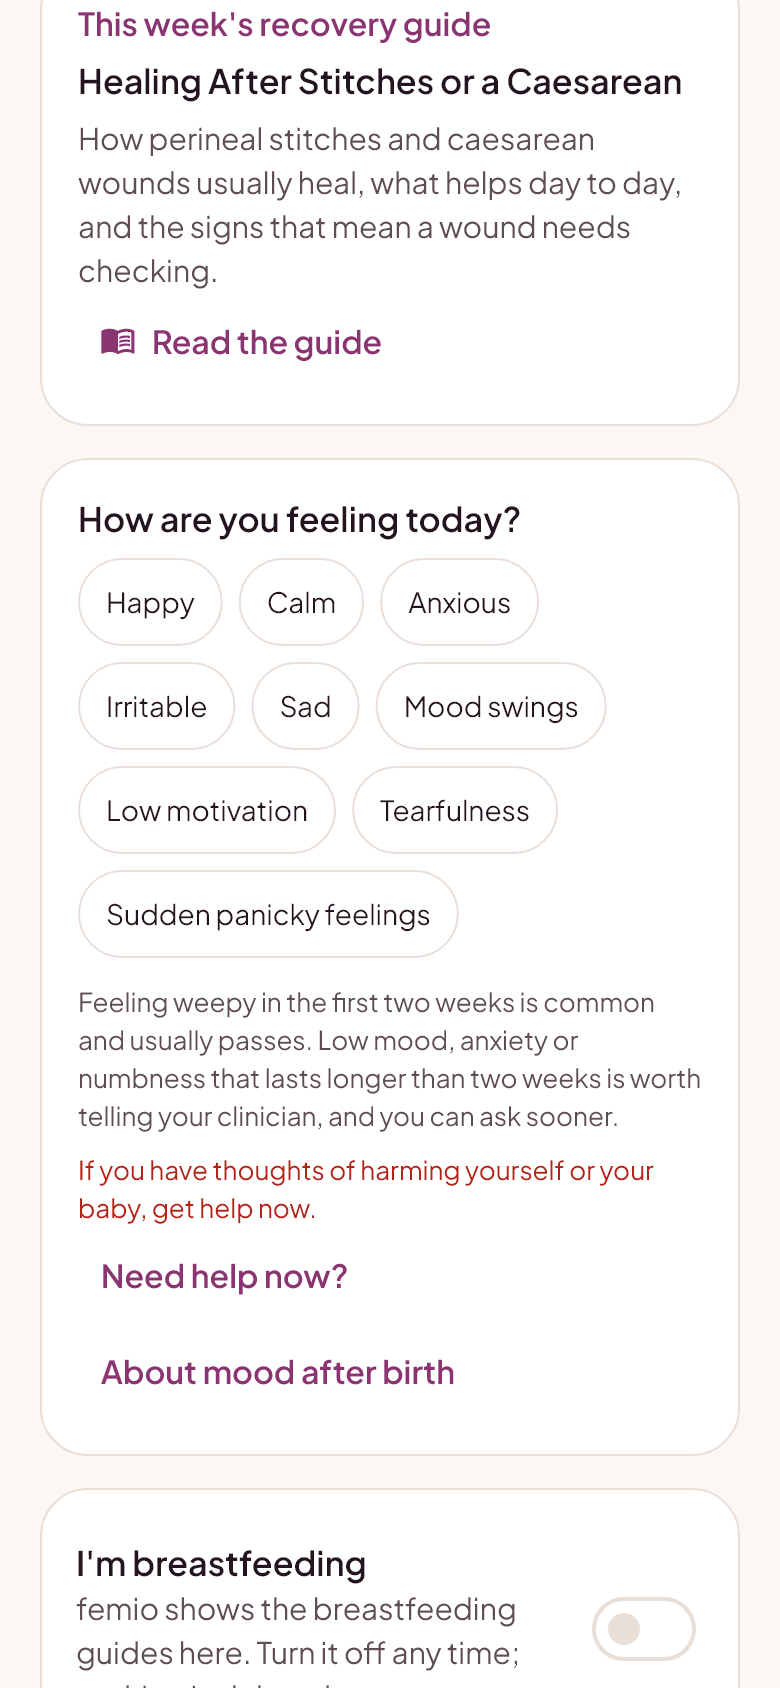 This week's recovery guide
Healing After Stitches or a Caesarean
How perineal stitches and caesarean
wounds usually heal, what helps day to day,
and the signs that mean a wound needs
checking.
Read the guide
How are you feeling today?
Happy
Calm
Anxious
Irritable
Sad
Mood swings
Low motivation
Tearfulness
Sudden panicky feelings
Feeling weepy in the first two weeks is common
and usually passes. Low mood, anxiety or
numbness that lasts longer than two weeks is worth
telling your clinician, and you can ask sooner.
If you have thoughts of harming yourself or your
baby, get help now.
Need help now?
About mood after birth
I'm breastfeeding
femio shows the breastfeeding
guides here. Turn it off any time;